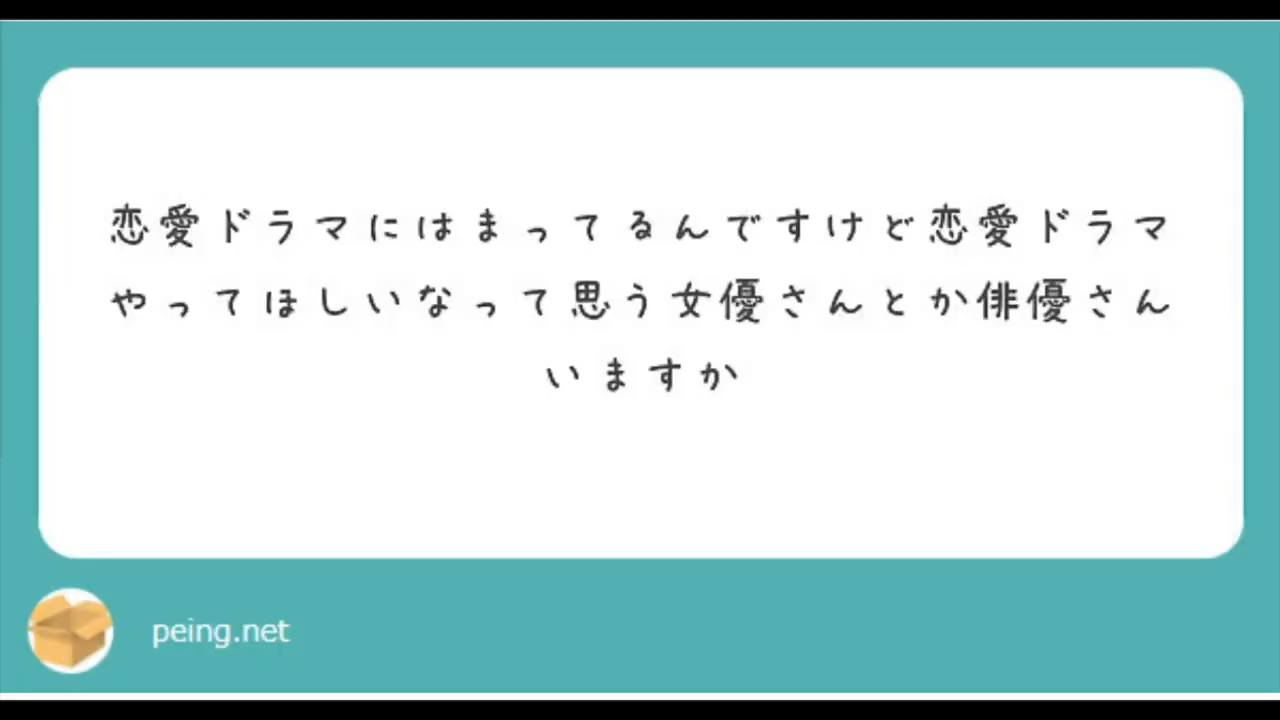 恋愛ドラマにはまってるんですけど恋愛ドラマ
やってほしいなって思う女優さんとか俳優さん
いますか
peing.net